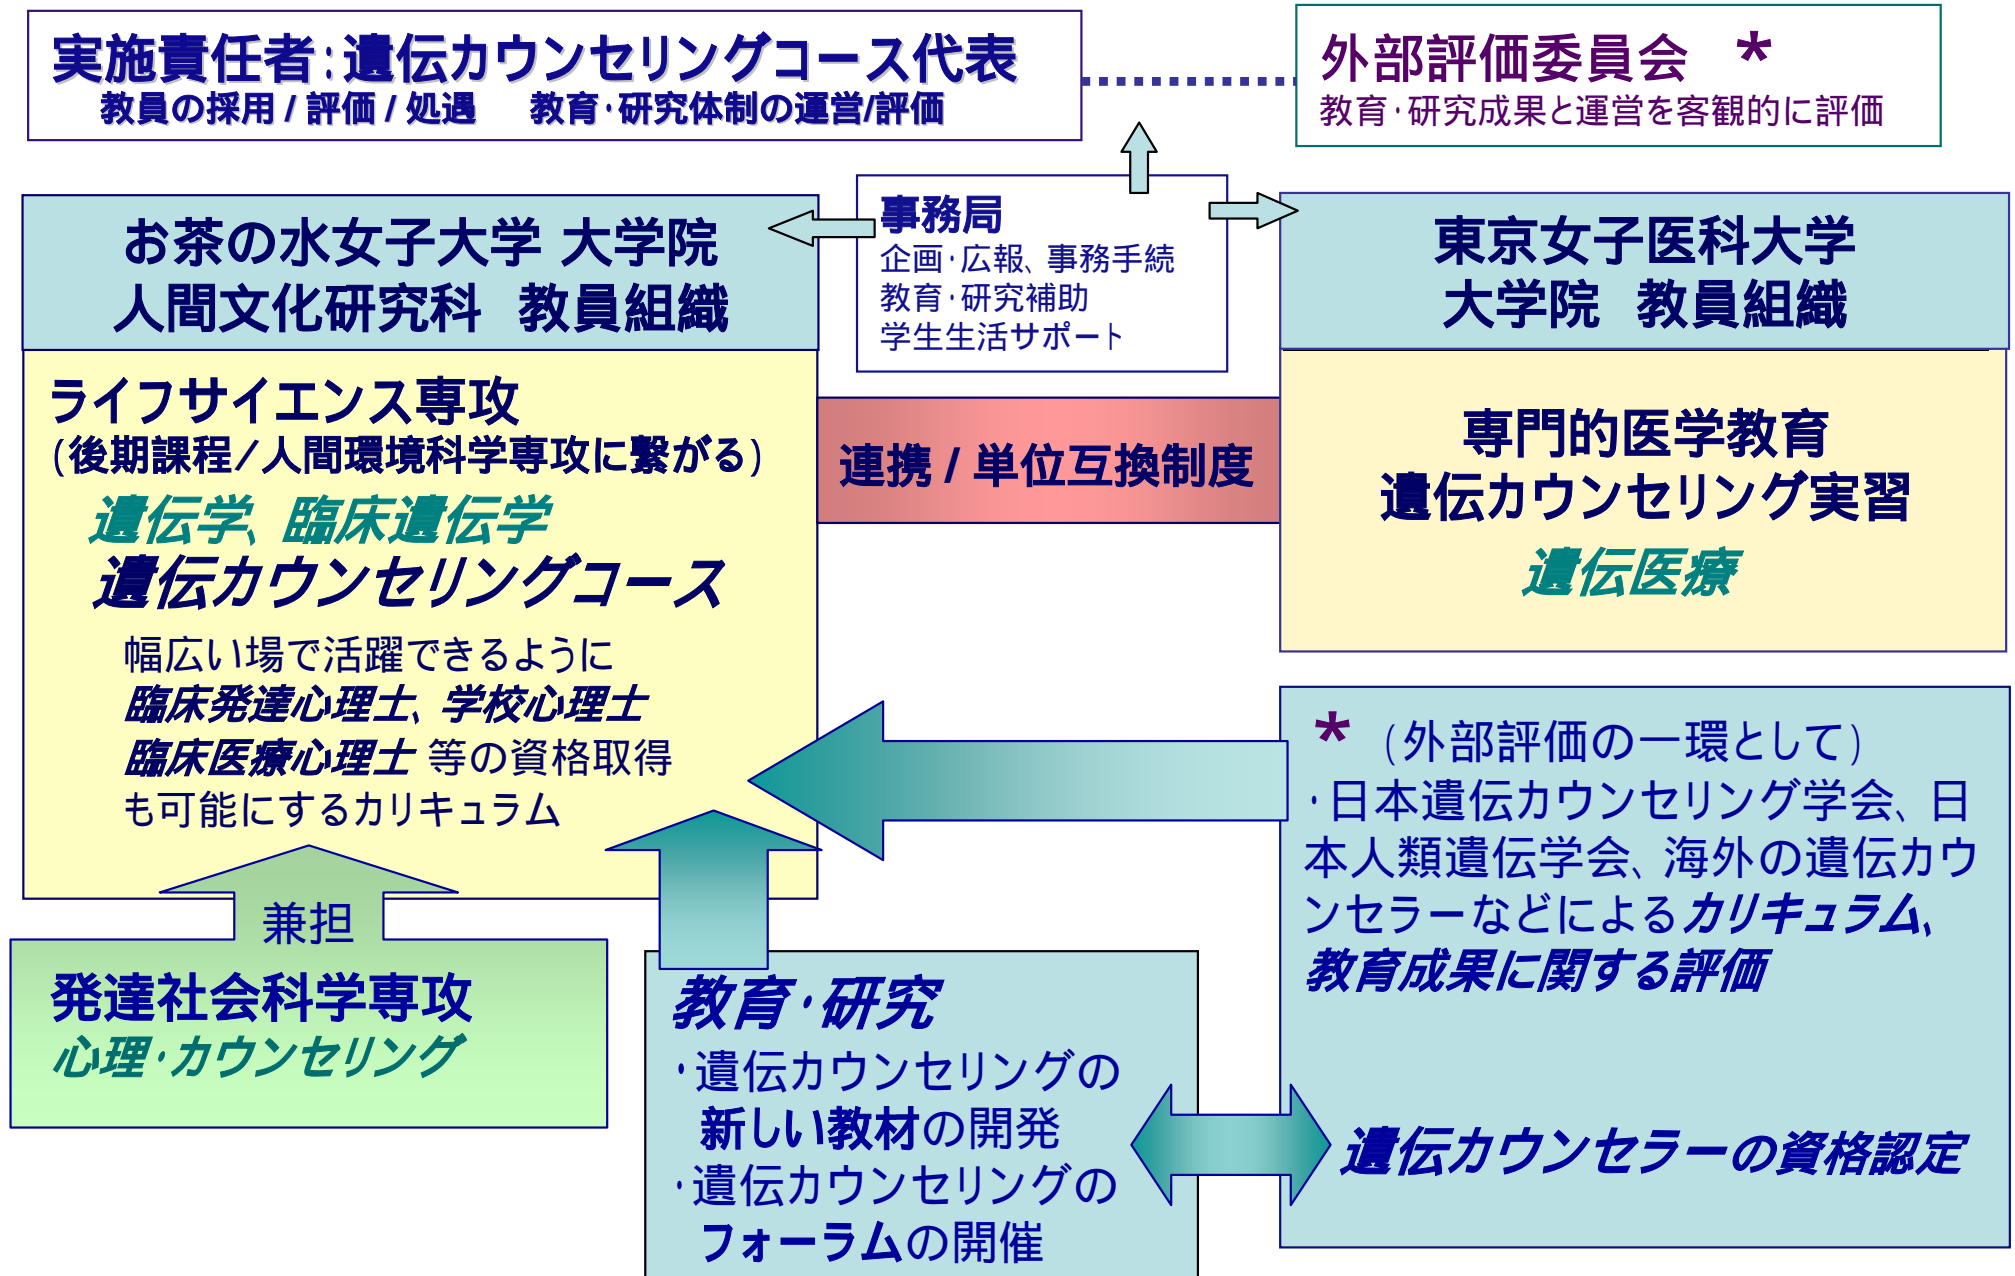 実施責任者:遺伝カウンセリングコース代表
教員の採用 / 評価 / 処遇　教育・研究体制の運営/評価
外部評価委員会　*
教育・研究成果と運営を客観的に評価
事務局
企画・広報、事務手続
教育・研究補助
学生生活サポート
お茶の水女子大学 大学院
人間文化研究科　教員組織
東京女子医科大学
大学院　教員組織
ライフサイエンス専攻
(後期課程/人間環境科学専攻に繋がる)
遺伝学、臨床遺伝学
遺伝カウンセリングコース
幅広い場で活躍できるように
臨床発達心理士、学校心理士
臨床医療心理士 等の資格取得
も可能にするカリキュラム
連携 / 単位互換制度
専門的医学教育
遺伝カウンセリング実習
遺伝医療
兼担
発達社会科学専攻
心理・カウンセリング
教育・研究
・遺伝カウンセリングの
新しい教材の開発
・遺伝カウンセリングの
フォーラムの開催
* (外部評価の一環として)
・日本遺伝カウンセリング学会、日
本人類遺伝学会、海外の遺伝カウ
ンセラーなどによるカリキュラム、
教育成果に関する評価
遺伝カウンセラーの資格認定